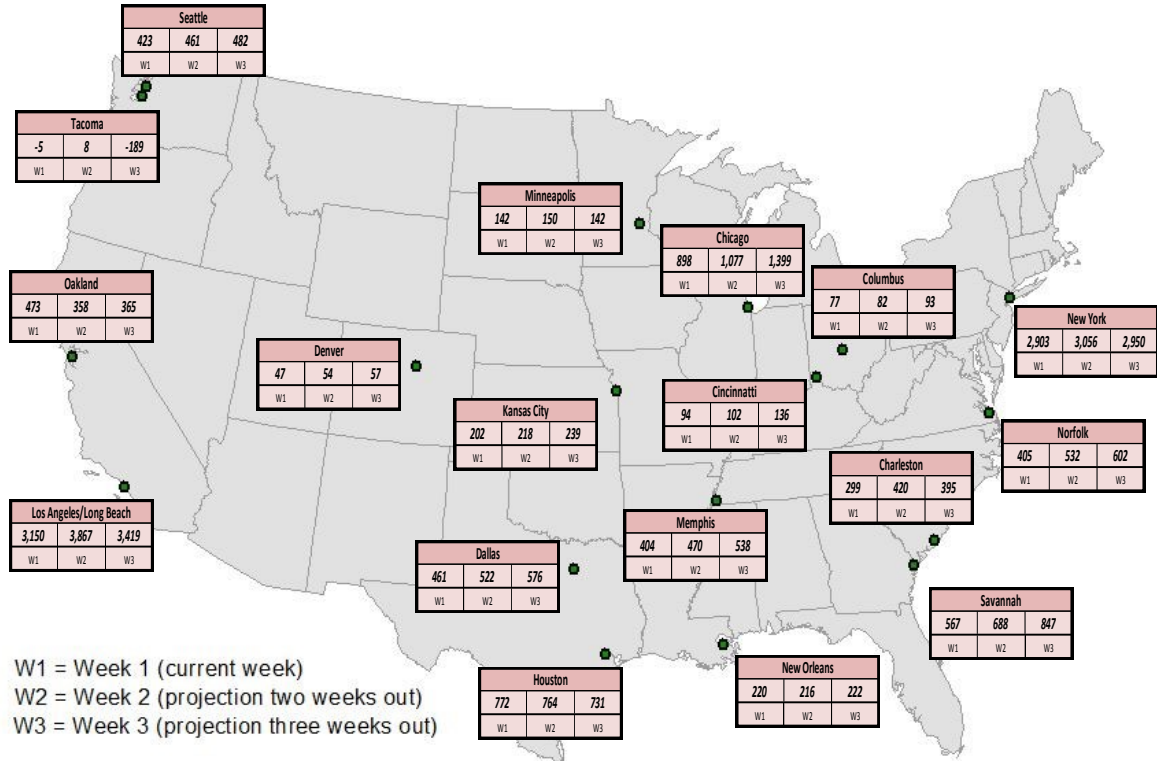 Seattle
423 461 482
W1 W2 W3
Tacoma
-5 8 -189
W1 W2 W3
Minneapolis
142 150 142
W1 W2 W3
Chicago
898 1,077 1,399
W1 W2 W3
Columbus
77 82 93
W1 W2 W3
Oakland
473 358 365
W1 W2 W3
New York
2,903 3,056 2,950
W1 W2 W3
Denver
47 54 57
W1 W2 W3
Cincinnatti
94 102 136
W1 W2 W3
Kansas City
202 218 239
W1 W2 W3
Norfolk
405 532 602
W1 W2 W3
Charleston
299 420 395
W1 W2 W3
Los Angeles/Long Beach
3,150 3,867 3,419
W1 W2 W3
Memphis
404 470 538
W1 W2 W3
Dallas
461 522 576
W1 W2 W3
Savannah
567 688 847
W1 W2 W3
New Orleans
220 216 222
W1 W2 W3
Houston
772 764 731
W1 W2 W3
W1 = Week 1 (current week)
W2 = Week 2 (projection two weeks out)
W3 = Week 3 (projection three weeks out)